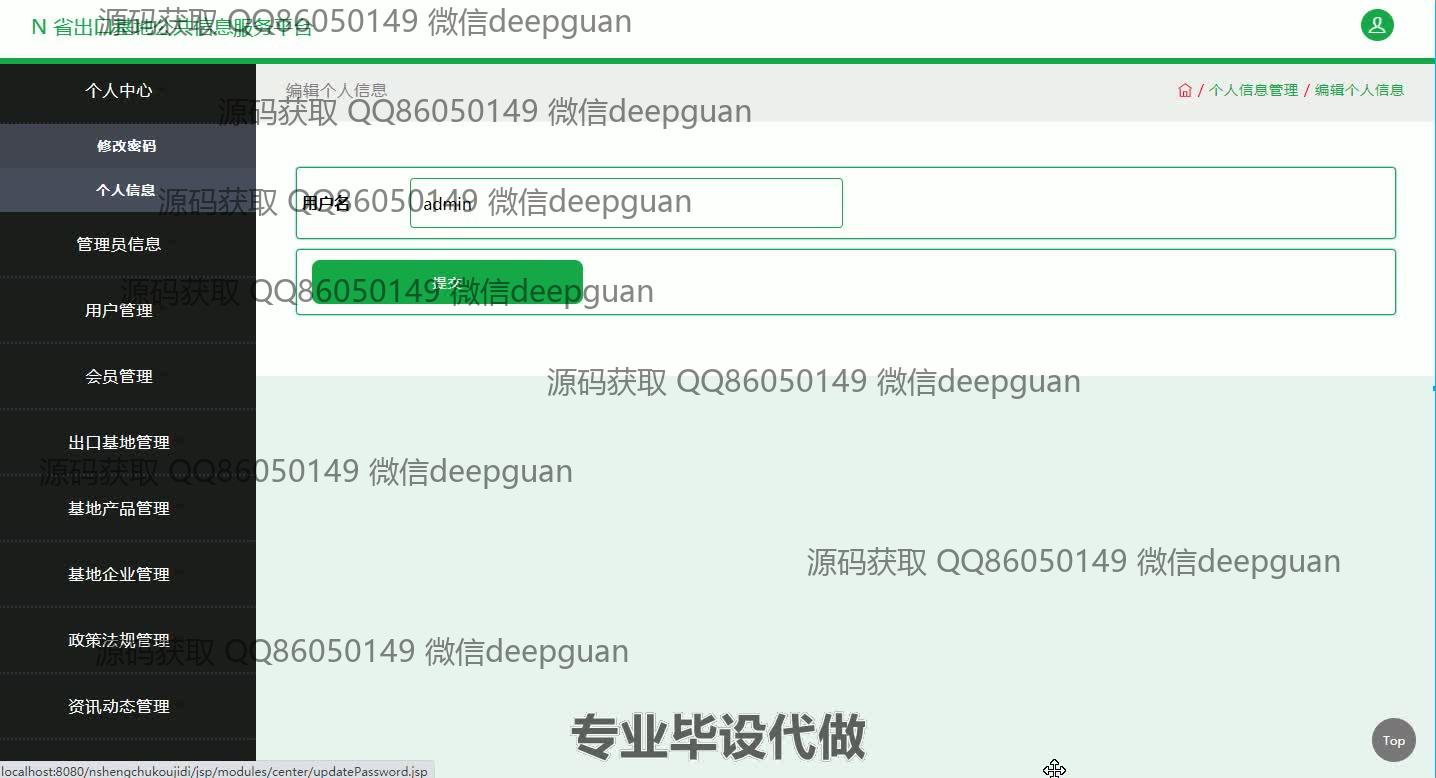 N 省出口基地公共信息服务平台
源码获取 QQ86050149 微信deepguan
个人中心
编辑个人信息
/ 个人信息管理 / 编辑个人信息
源码获取 QQ86050149 微信deepguan
修改密码
个人信息
源码获取 QQ86050149 微信deepguan
用户名
admin
管理员信息
提交
源码获取 QQ86050149 微信deepguan
用户管理
会员管理
源码获取 QQ86050149 微信deepguan
出口基地管理
源码获取 QQ86050149 微信deepguan
基地产品管理
源码获取 QQ86050149 微信deepguan
基地企业管理
政策法规管理
源码获取 QQ86050149 微信deepguan
资讯动态管理
专业毕设代做
Top
localhost:8080/nshengchukoujidi/jsp/modules/center/updatePassword.jsp